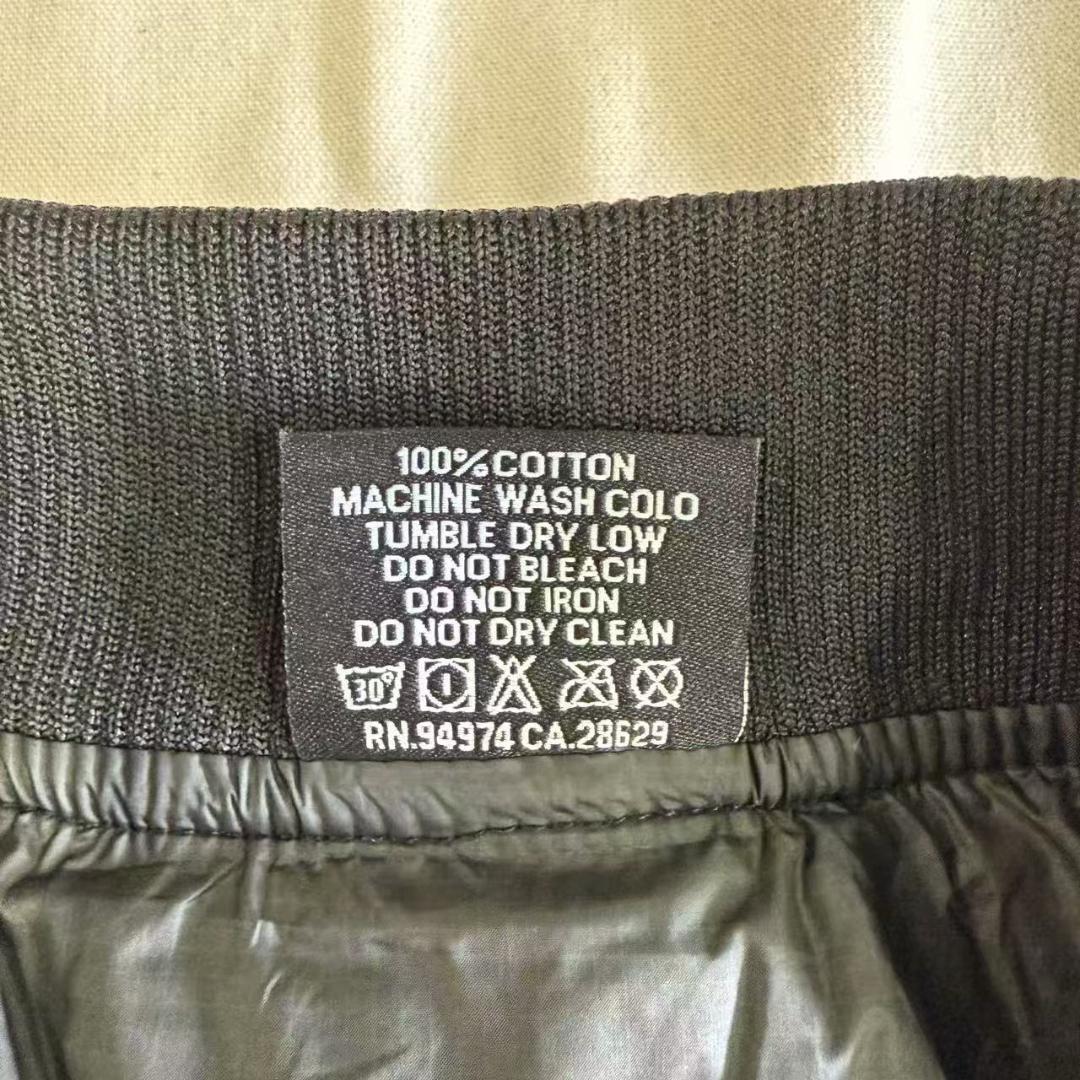 100%COTTON
MACHINE WASH COLO
TUMBLE DRY LOW
DO NOT BLEACH
DO NOT IRON
DO NOT DRY CLEAN
30°
RN.94974 CA.28629